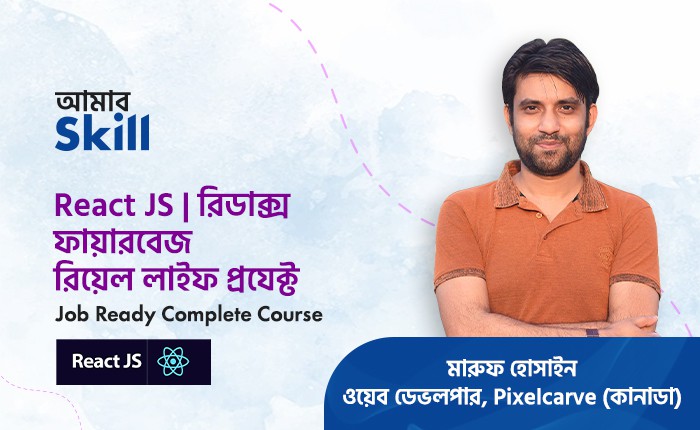 আমার
Skill
React JS | রিডাক্স
ফায়ারবেজ
রিয়েল লাইফ প্রযেক্ট
Job Ready Complete Course
React JS
মারুফ হোসাইন
ওয়েব ডেভলপার, Pixelcarve (কানাডা)